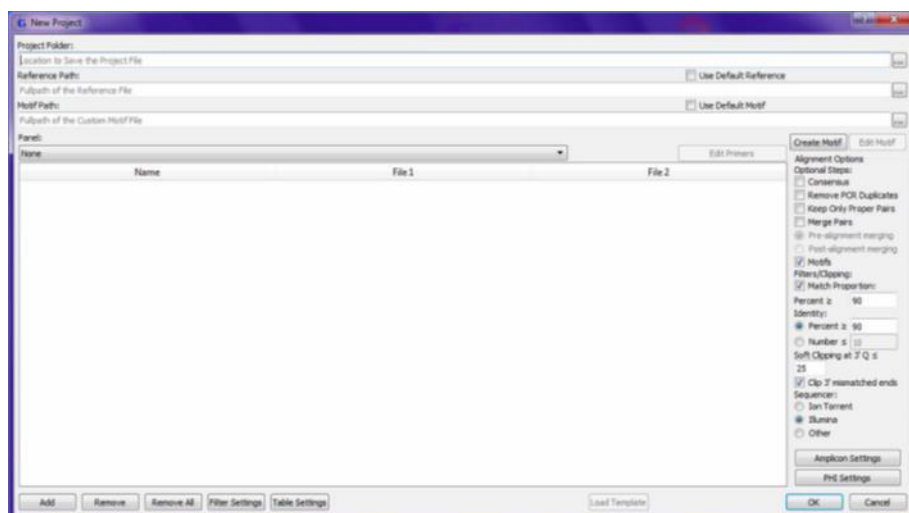 New Project
Project Folder:
Location to Save the Project File
Reference Path:
Use Default Reference
Fullpath of the Reference File
Motif Path:
Use Default Motif
Fullpath of the Custom Motif File
Panel:
None
Edit Primers
Create Motif Edit Motif
Name File 1 File 2
Alignment Options
Optional Steps:
Consensus
Remove PCR Duplicates
Keep Only Proper Pairs
Merge Pairs
Pre-alignment merging
Post-alignment merging
Motifs
Filters/Clipping:
Match Proportion:
Percent ≥ 90
Identity:
Percent ≥ 90
Number ≤ 10
Soft Clipping at 3' Q ≤
25
Clip 3' mismatched ends
Sequencer:
Ion Torrent
Illumina
Other
Amplicon Settings
PHI Settings
Add Remove Remove All Filter Settings Table Settings Load Template OK Cancel